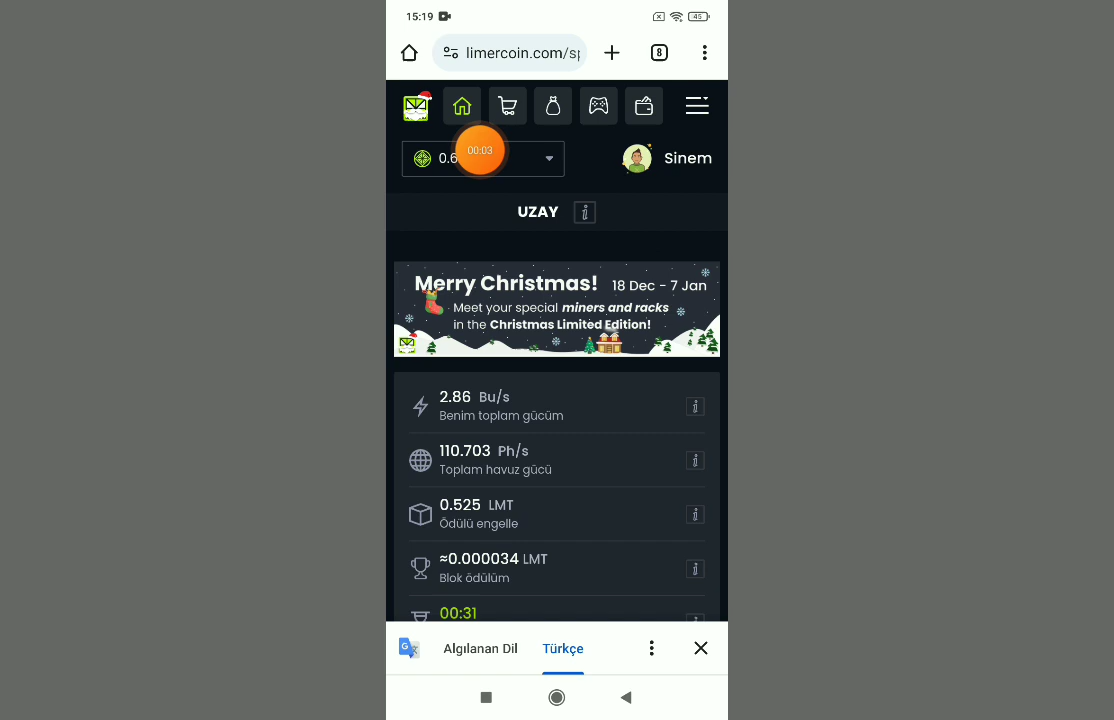 15:19
45
limercoin.com/sp
8
0.6
00:03
Sinem
UZAY
i
Merry Christmas! 18 Dec - 7 Jan
Meet your special miners and racks
in the Christmas Limited Edition!
2.86 Bu/s
Benim toplam gücüm
i
110.703 Ph/s
Toplam havuz gücü
i
0.525 LMT
Ödülü engelle
i
≈0.000034 LMT
Blok ödülüm
i
00:31
Algılanan Dil Türkçe